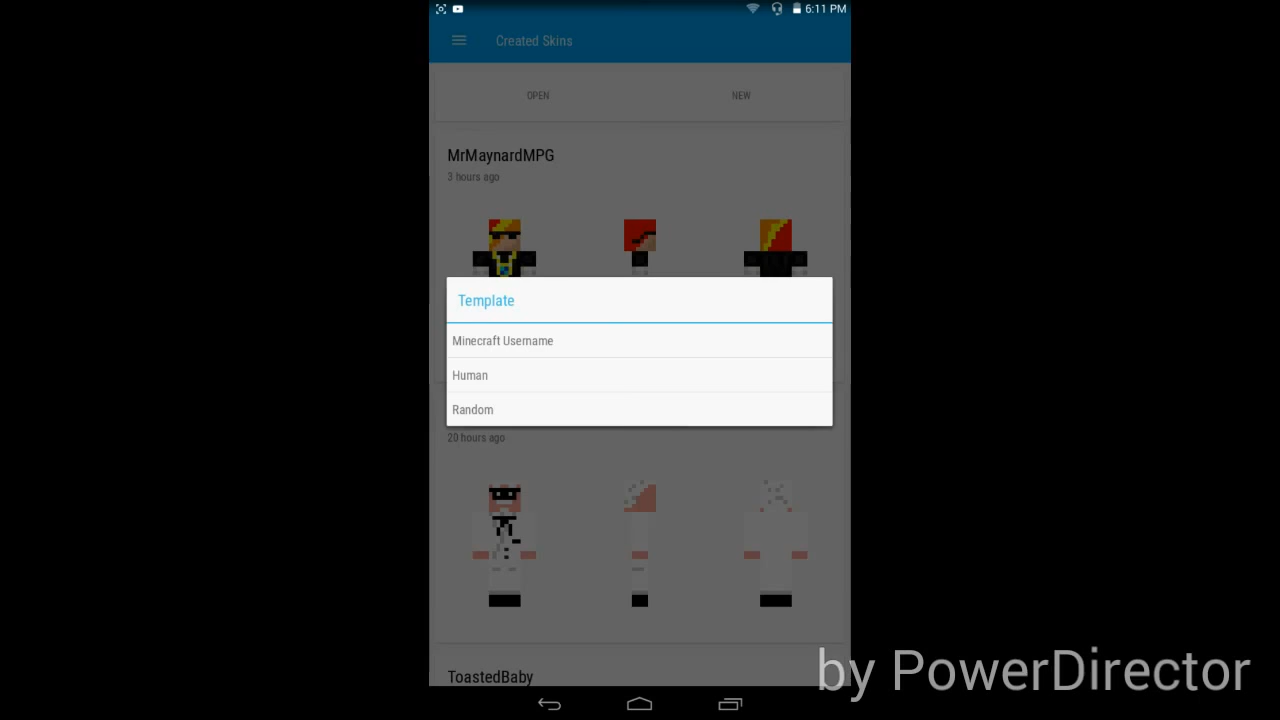 6:11 PM
Created Skins
OPEN NEW
MrMaynardMPG
3 hours ago
Template
Minecraft Username
Human
Random
20 hours ago
ToastedBaby
by PowerDirector